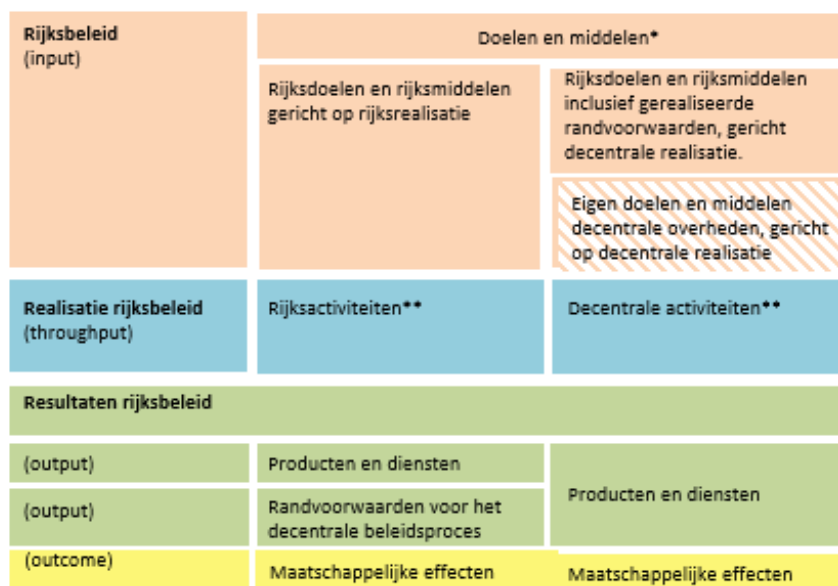 Rijksbeleid
(input)
Doelen en middelen*
Rijksdoelen en rijksmiddelen
gericht op rijksrealisatie
Rijksdoelen en rijksmiddelen
inclusief gerealiseerde
randvoorwaarden, gericht
decentrale realisatie.
Eigen doelen en middelen
decentrale overheden, gericht
op decentrale realisatie
Realisatie rijksbeleid
(throughput)
Rijksactiviteiten**
Decentrale activiteiten**
Resultaten rijksbeleid
(output)
Producten en diensten
(output)
Randvoorwaarden voor het
decentrale beleidsproces
Producten en diensten
(outcome)
Maatschappelijke effecten
Maatschappelijke effecten